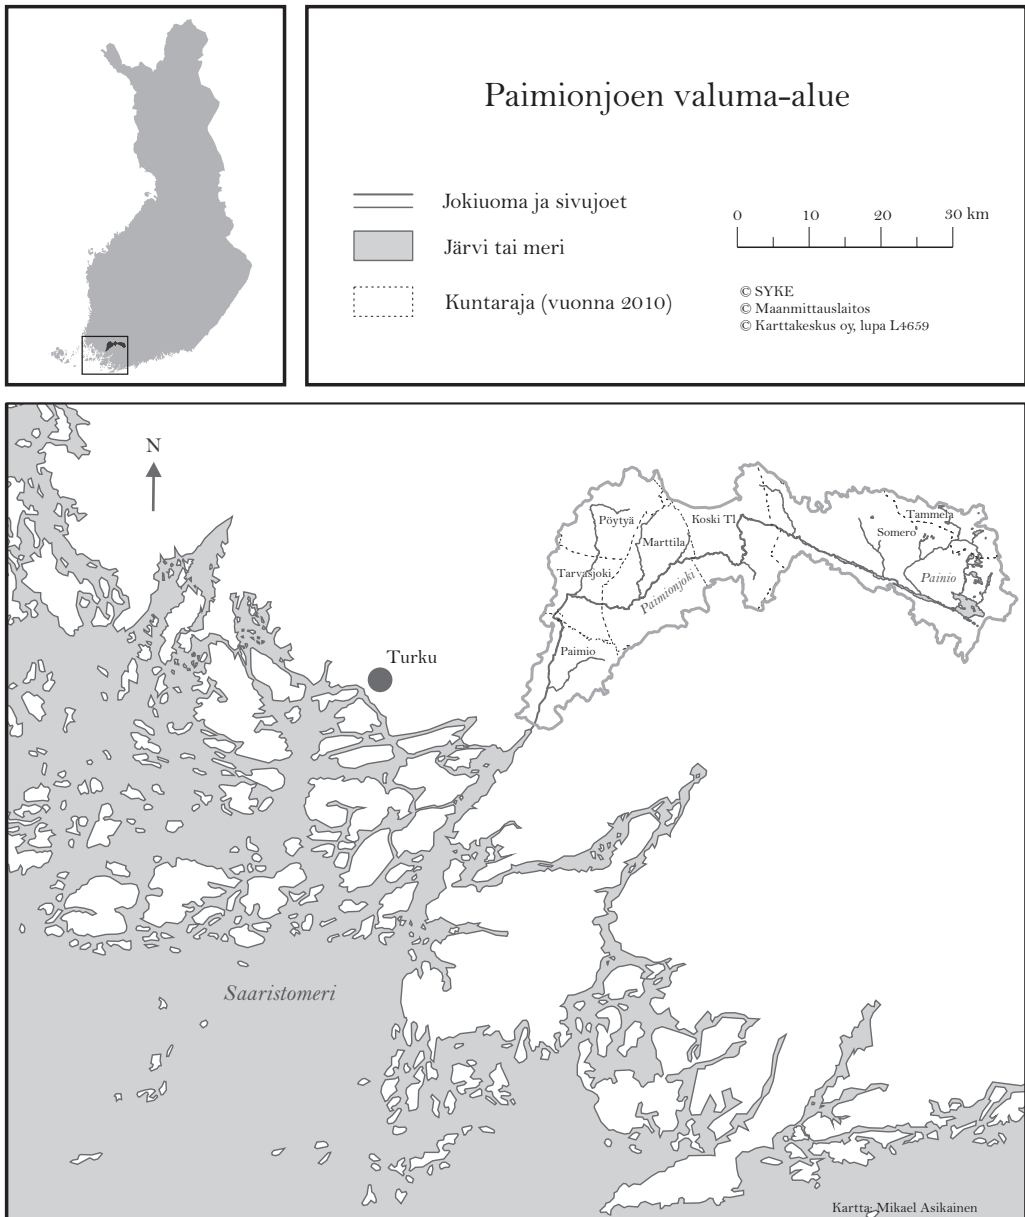 Paimionjoen valuma-alue
Jokiuoma ja sivujoet
Järvi tai meri
Kuntaraja (vuonna 2010)
0 10 20 30 km
© SYKE
© Maanmittauslaitos
© Karttakeskus oy, lupa L4659
N
Tammela
Pöytyä
Koski Tl
Somero
Marttila
Tarvasjoki
Painio
Paimionjoki
Paimio
Turku
Saaristomeri
Kartta: Mikael Asikainen